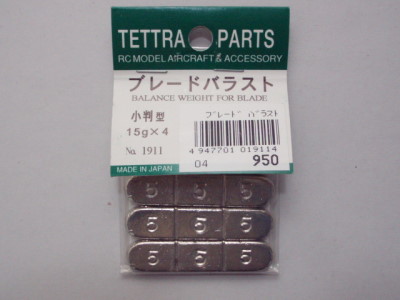 TETTRA PARTS
RC MODEL AIRCRAFT & ACCESSORY
ブレードバラスト
BALANCE WEIGHT FOR BLADE
小判型
15g×4
No. 1911
MADE IN JAPAN
ブレードバラスト
4 947701 019114
04 950
5 5 5
5 5 5
5 5 5